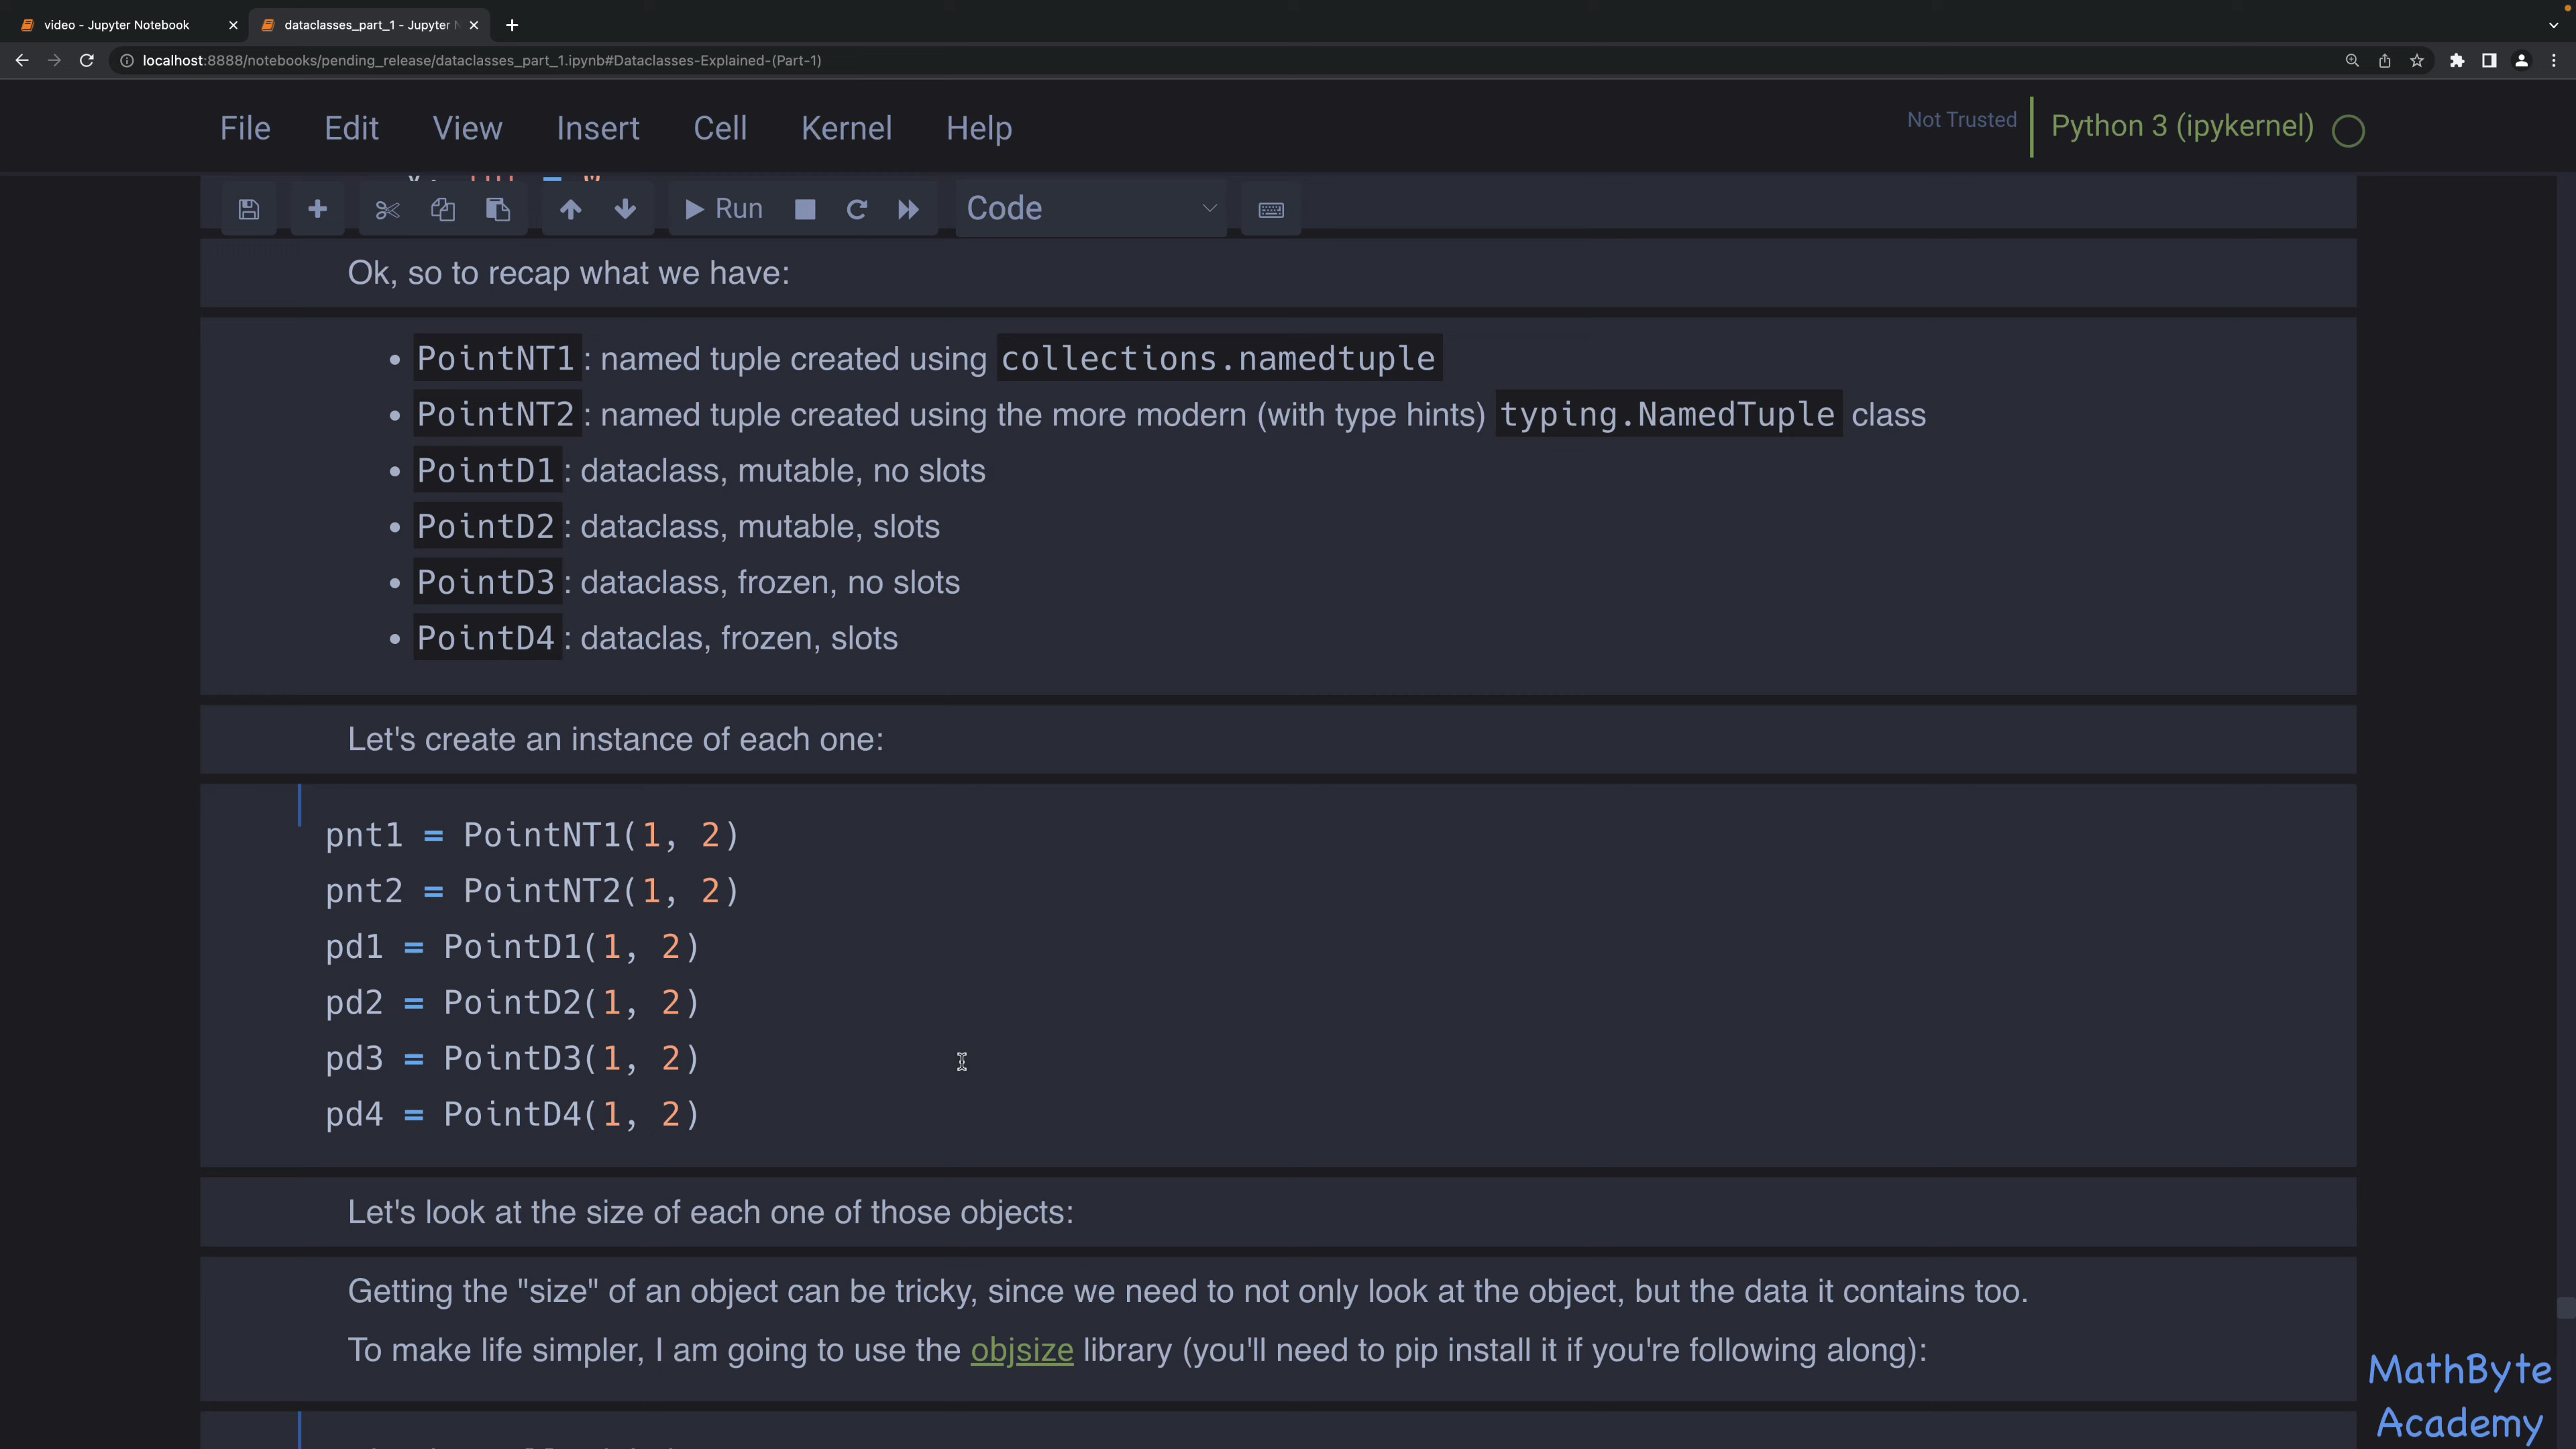 video - Jupyter Notebook
dataclasses_part_1 - Jupyter
localhost:8888/notebooks/pending_release/dataclasses_part_1.ipynb#Dataclasses-Explained-(Part-1)
File Edit View Insert Cell Kernel Help
Not Trusted
Python 3 (ipykernel)
Run
Code
Ok, so to recap what we have:
• PointNT1 : named tuple created using collections.namedtuple
• PointNT2 : named tuple created using the more modern (with type hints) typing.NamedTuple class
• PointD1 : dataclass, mutable, no slots
• PointD2 : dataclass, mutable, slots
• PointD3 : dataclass, frozen, no slots
• PointD4 : dataclas, frozen, slots
Let's create an instance of each one:
pnt1 = PointNT1(1, 2)
pnt2 = PointNT2(1, 2)
pd1 = PointD1(1, 2)
pd2 = PointD2(1, 2)
pd3 = PointD3(1, 2)
pd4 = PointD4(1, 2)
Let's look at the size of each one of those objects:
Getting the "size" of an object can be tricky, since we need to not only look at the object, but the data it contains too.
To make life simpler, I am going to use the objsize library (you'll need to pip install it if you're following along):
MathByte
Academy